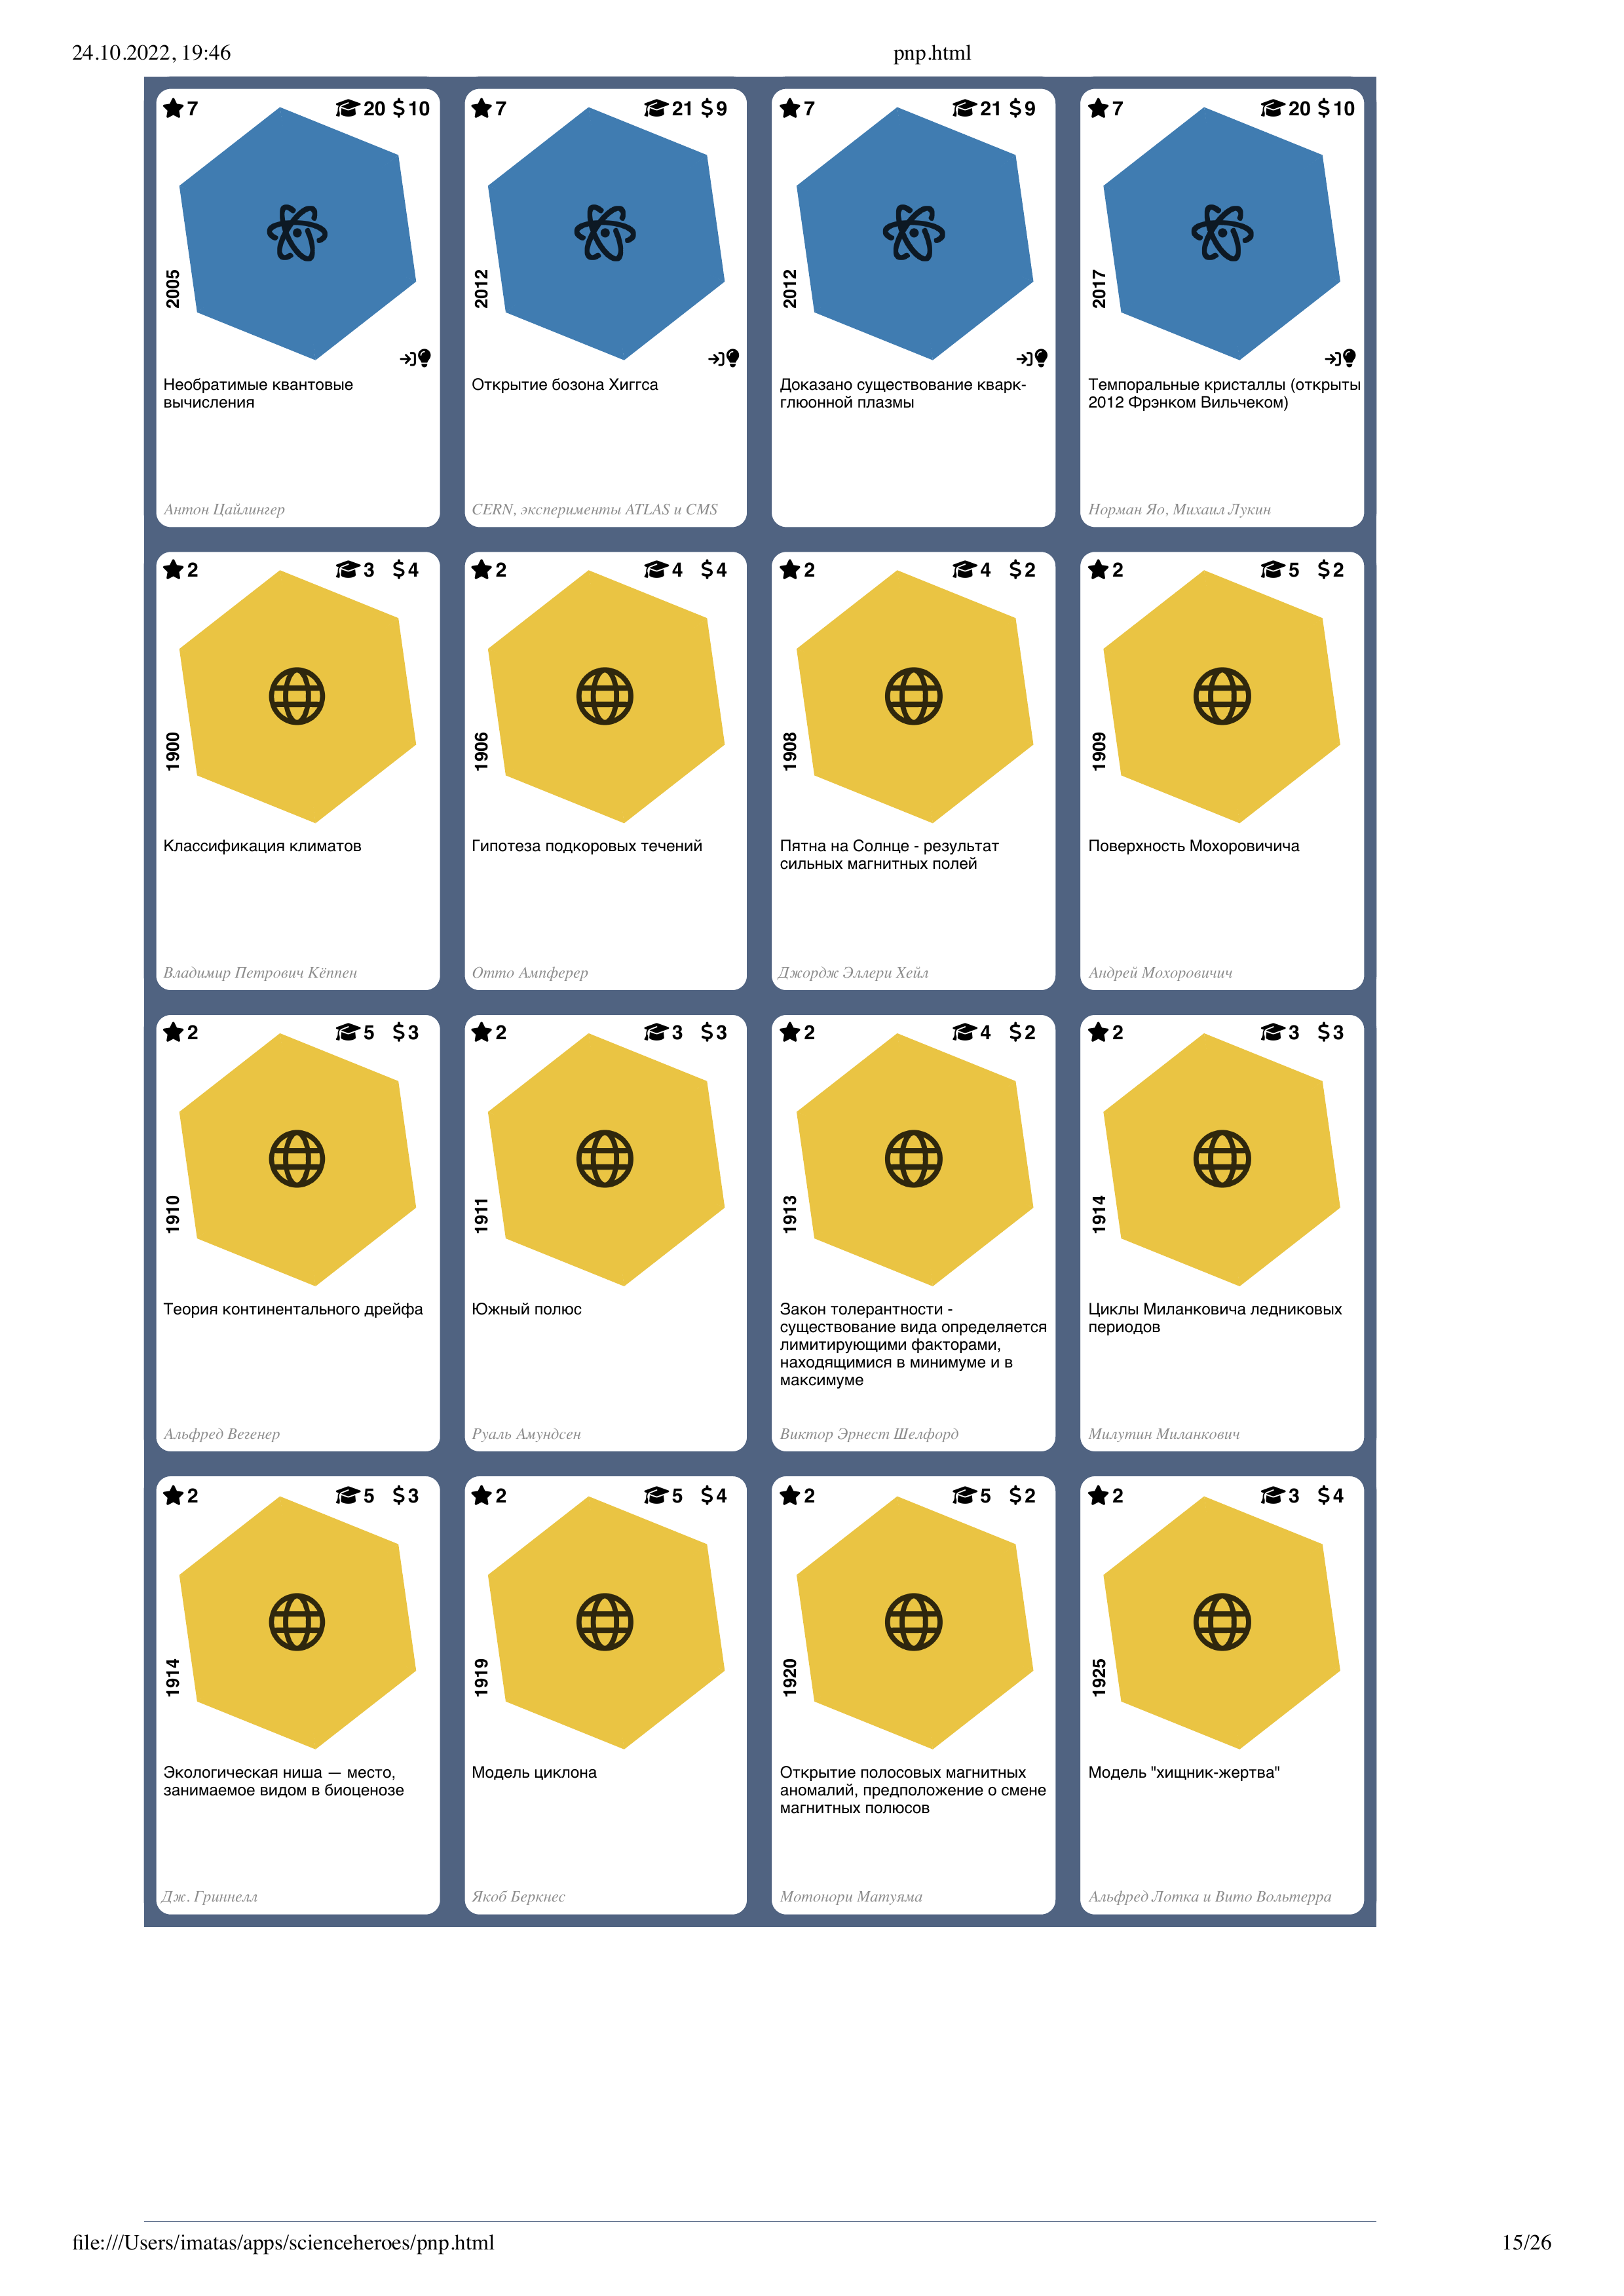 24.10.2022, 19:46 pnp.html
7 20 $10
2005
Необратимые квантовые
вычисления
Антон Цайлингер
7 21 $9
2012
Открытие бозона Хиггса
CERN, эксперименты ATLAS и CMS
7 21 $9
2012
Доказано существование кварк-
глюонной плазмы
7 20 $10
2017
Темпоральные кристаллы (открыты
2012 Фрэнком Вильчеком)
Норман Яо, Михаил Лукин
2 3 $4
1900
Классификация климатов
Владимир Петрович Кёппен
2 4 $4
1906
Гипотеза подкоровых течений
Отто Ампферер
2 4 $2
1908
Пятна на Солнце - результат
сильных магнитных полей
Джордж Эллери Хейл
2 5 $2
1909
Поверхность Мохоровичича
Андрей Мохоровичич
2 5 $3
1910
Теория континентального дрейфа
Альфред Вегенер
2 3 $3
1911
Южный полюс
Руаль Амундсен
2 4 $2
1913
Закон толерантности -
существование вида определяется
лимитирующими факторами,
находящимися в минимуме и в
максимуме
Виктор Эрнест Шелфорд
2 3 $3
1914
Циклы Миланковича ледниковых
периодов
Милутин Миланкович
2 5 $3
1914
Экологическая ниша — место,
занимаемое видом в биоценозе
Дж. Гриннелл
2 5 $4
1919
Модель циклона
Якоб Беркнес
2 5 $2
1920
Открытие полосовых магнитных
аномалий, предположение о смене
магнитных полюсов
Мотонори Матуяма
2 3 $4
1925
Модель "хищник-жертва"
Альфред Лотка и Вито Вольтерра
file:///Users/imatas/apps/scienceheroes/pnp.html 15/26